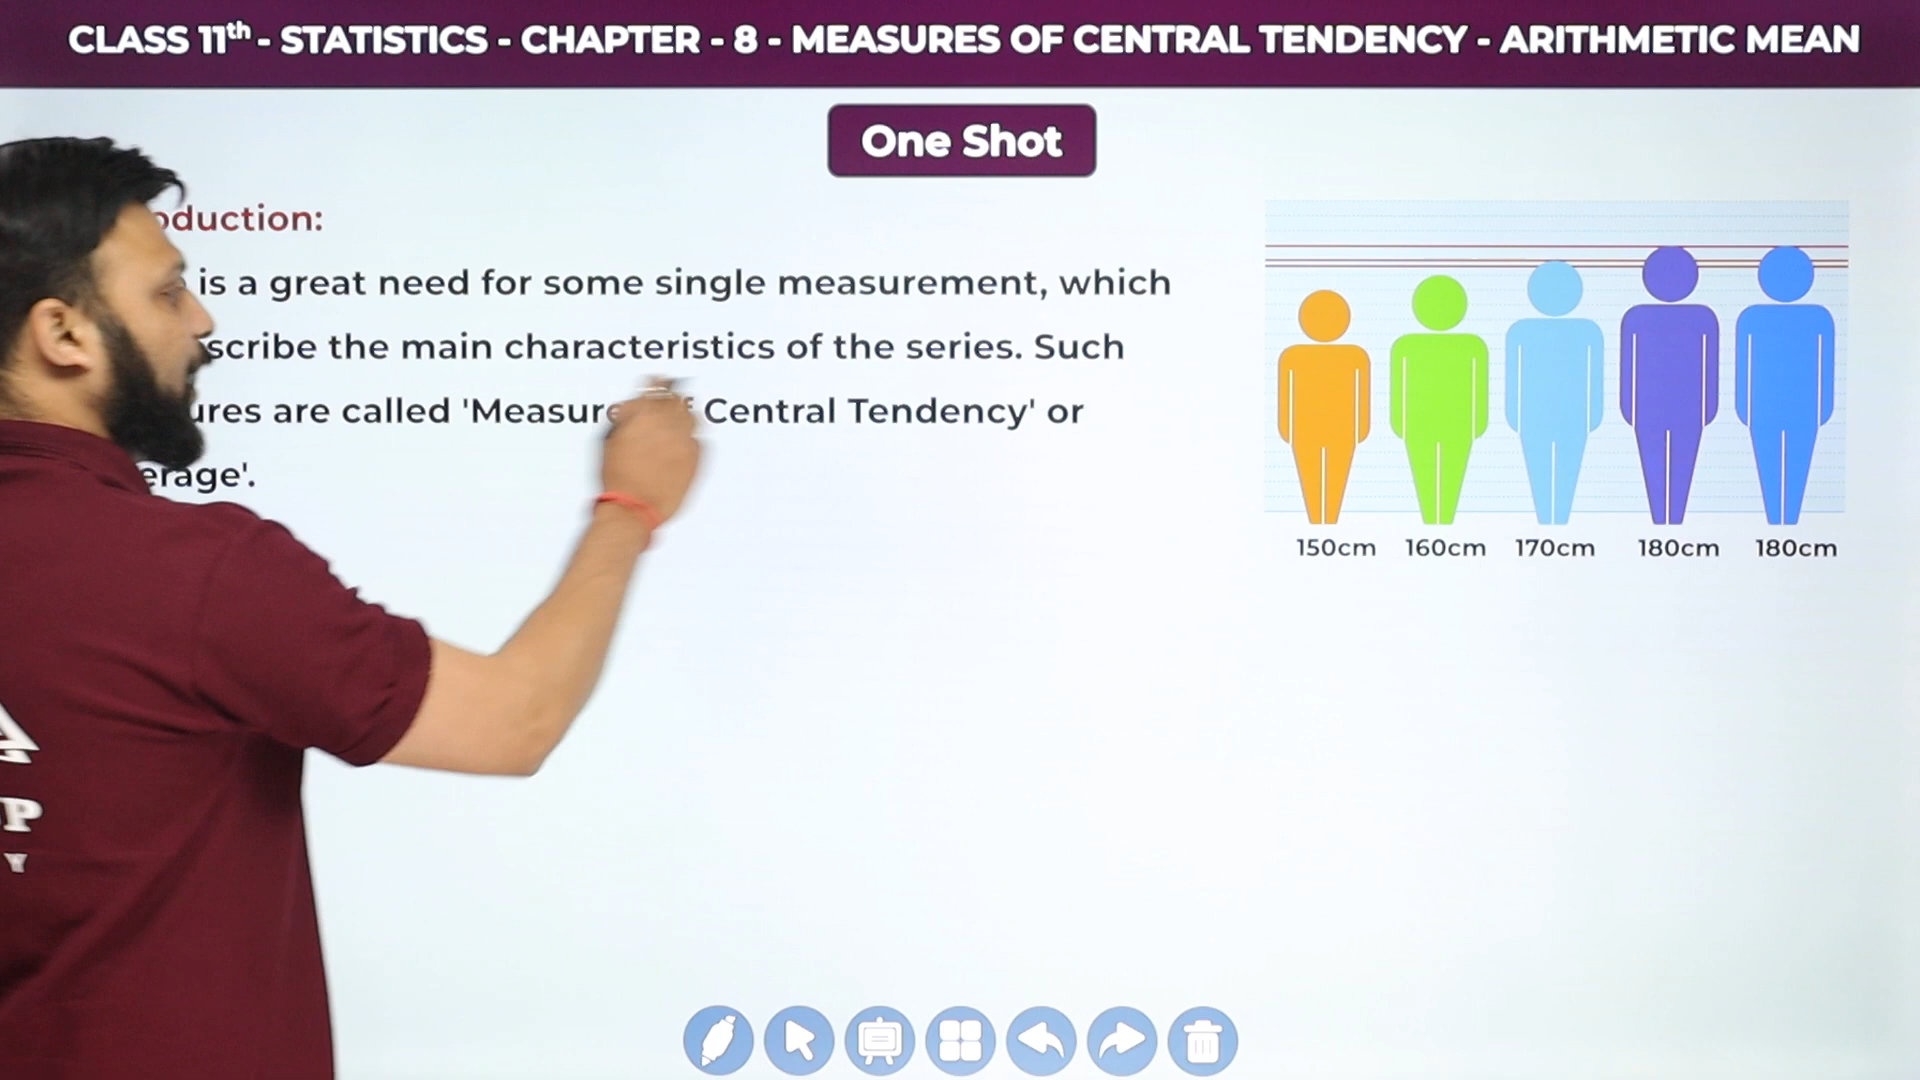 CLASS 11th - STATISTICS - CHAPTER - 8 - MEASURES OF CENTRAL TENDENCY - ARITHMETIC MEAN
One Shot
oduction:
is a great need for some single measurement, which
scribe the main characteristics of the series. Such
ures are called 'Measure Central Tendency' or
erage'.
150cm 160cm 170cm 180cm 180cm
P
Y